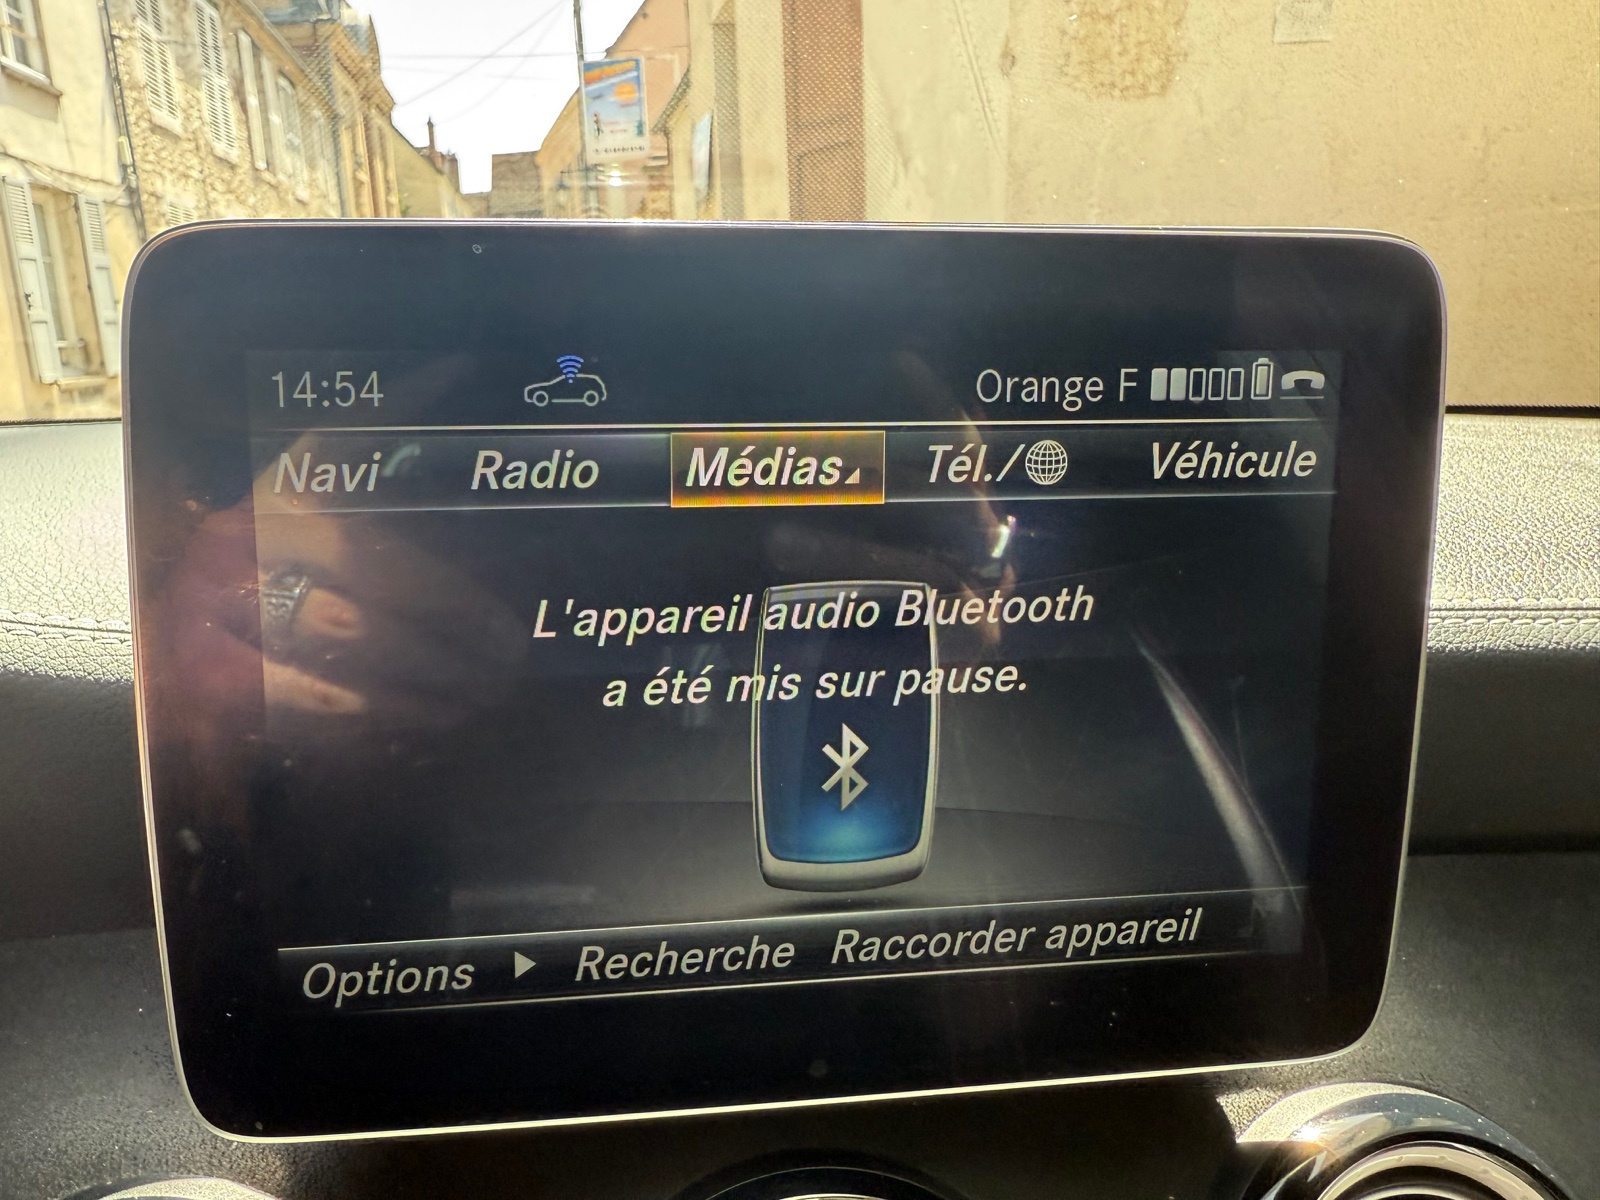 14:54
Orange F
Navi Radio Médias Tél./ Véhicule
L'appareil audio Bluetooth
a été mis sur pause.
Options Recherche Raccorder appareil